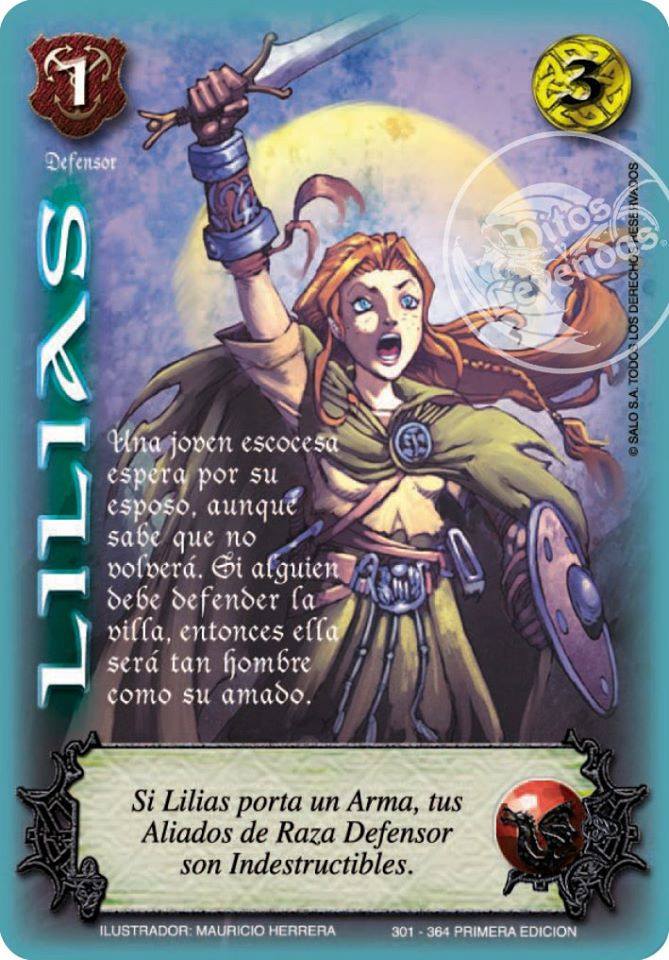 1
3
Defensor
LILIAS
Mitos y Leyendas
© SALO S.A. TODOS LOS DERECHOS RESERVADOS
Una joven escocesa
espera por su
esposo, aunque
sabe que no
volverá. Si alguien
debe defender la
villa, entonces ella
será tan hombre
como su amado.
Si Lilias porta un Arma, tus
Aliados de Raza Defensor
son Indestructibles.
ILUSTRADOR: MAURICIO HERRERA
301 - 364 PRIMERA EDICION